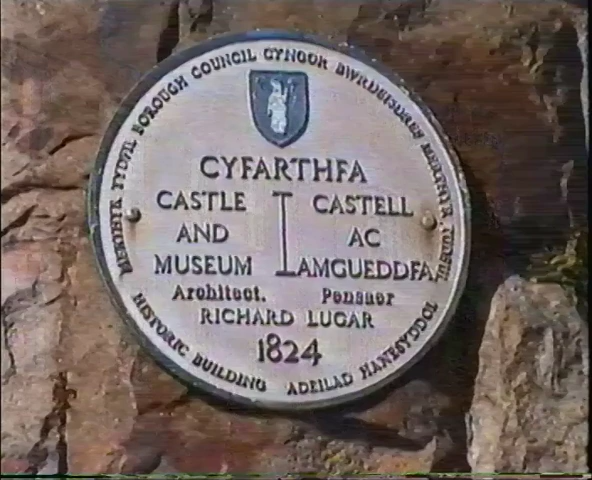 MERTHYR TYDFIL BOROUGH COUNCIL CYNGOR BWRDEISDREF MERTHYR TUDFUL
CYFARTHFA
CASTLE CASTELL
AND AC
MUSEUM AMGUEDDFA
Architect. Pensaer
RICHARD LUGAR
1824
HISTORIC BUILDING ADEILAD HANESYDDOL